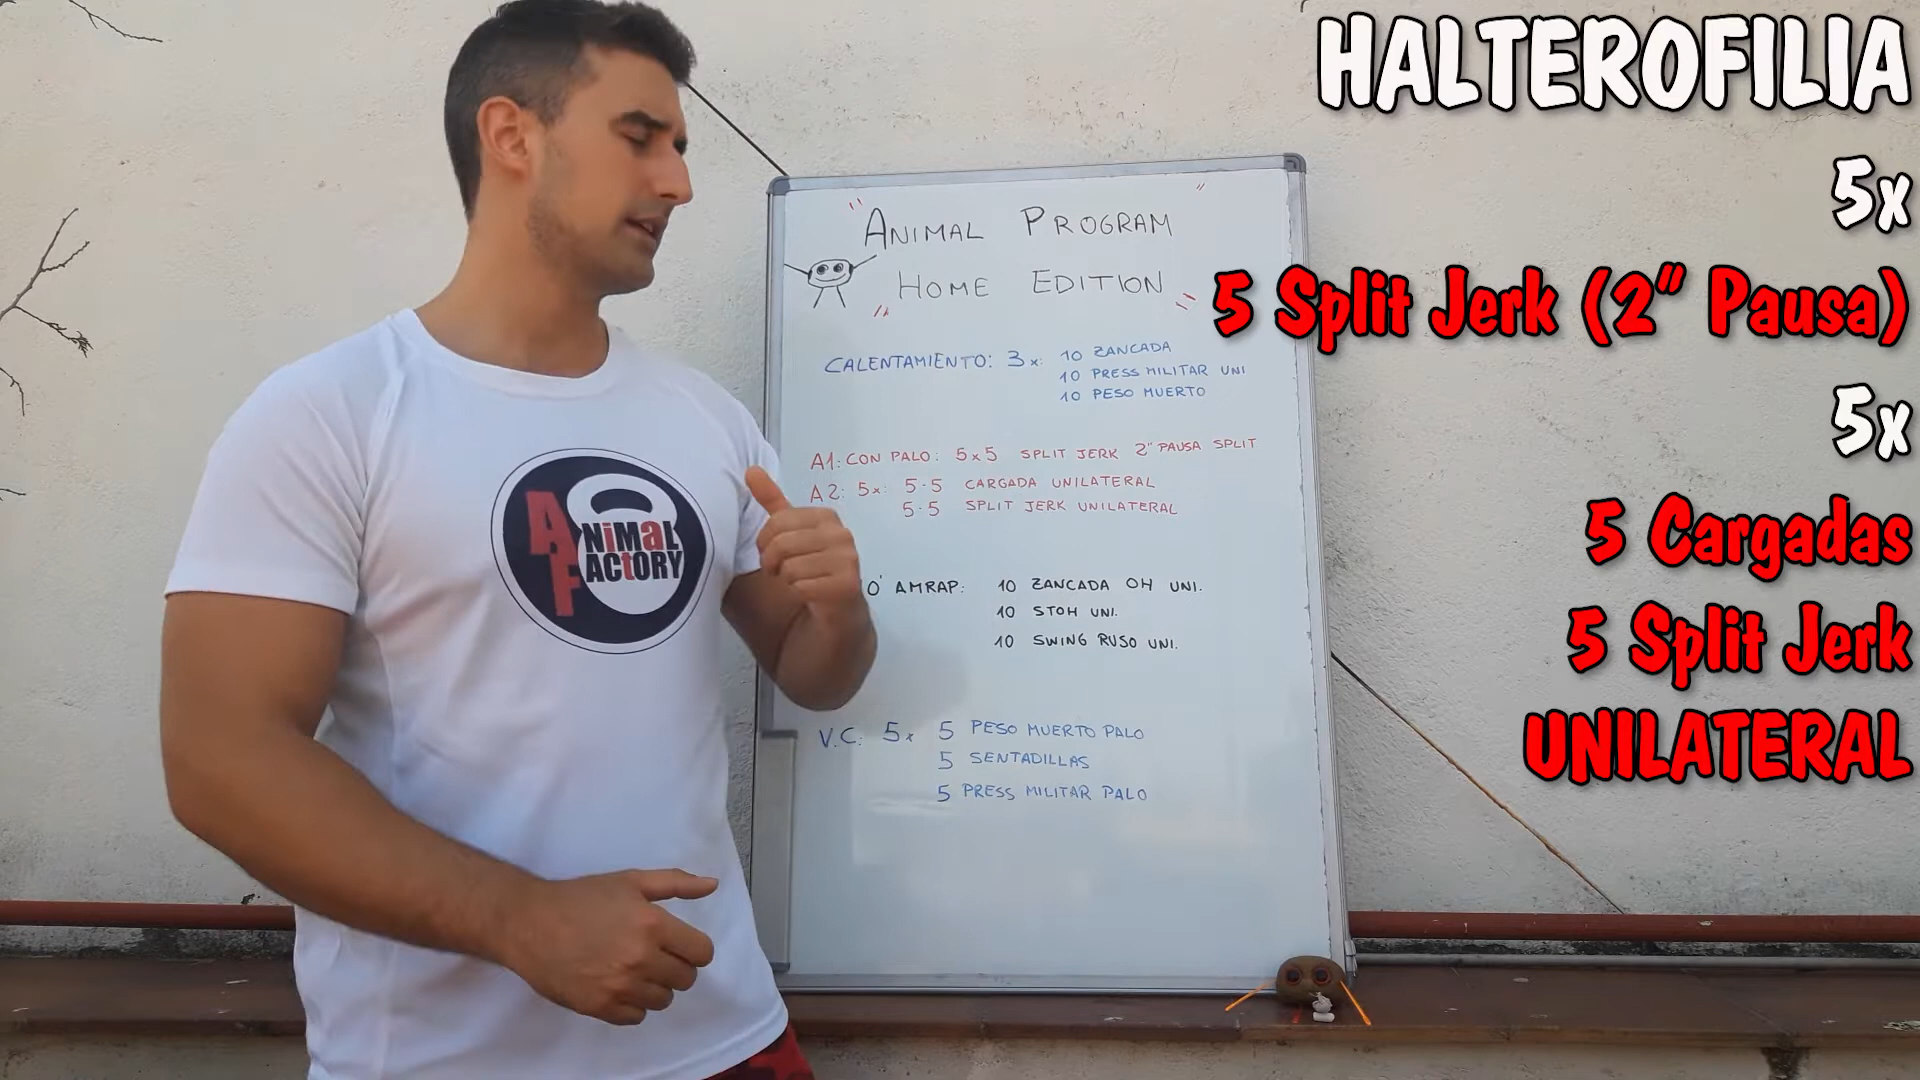 HALTEROFILIA
5x
5 Split Jerk (2" Pausa)
5x
5 Cargadas
5 Split Jerk
UNILATERAL
"ANIMAL PROGRAM"
"HOME EDITION"
CALENTAMIENTO: 3x: 10 ZANCADA
10 PRESS MILITAR UNI
10 PESO MUERTO
A1: CON PALO: 5x5 SPLIT JERK 2" PAUSA SPLIT
A2: 5x: 5·5 CARGADA UNILATERAL
5·5 SPLIT JERK UNILATERAL
0' AMRAP: 10 ZANCADA OH UNI.
10 STOH UNI.
10 SWING RUSO UNI.
V.C: 5x 5 PESO MUERTO PALO
5 SENTADILLAS
5 PRESS MILITAR PALO
ANiMaL
FACtORY